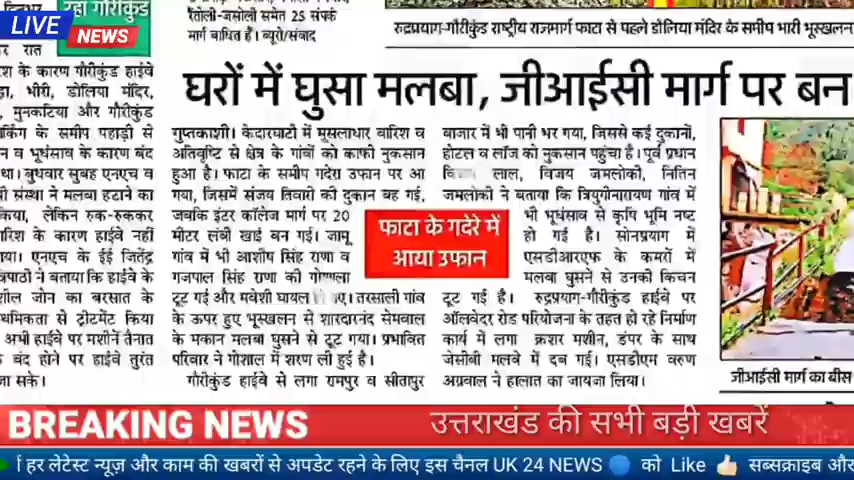 LIVE
NEWS
रहा गौरीकुंड
रैतोली-जसोली समेत 25 संपर्क
मार्ग बाधित हैं। ब्यूरो/संवाद
रुद्रप्रयाग-गौरीकुंड राष्ट्रीय राजमार्ग फाटा से पहले डोलिया मंदिर के समीप भारी भूस्खलन
रात
के कारण गौरीकुंड हाईवे
भीरी, डोलिया मंदिर,
मुनकटिया और गौरीकुंड
र्किंग के समीप पहाड़ी से
न व भूधंसाव के कारण बंद
था। बुधवार सुबह एनएच व
संस्था ने मलबा हटाने का
किया, लेकिन रुक-रुककर
ारिश के कारण हाईवे नहीं
ाया। एनएच के ईई जितेंद्र
पाठी ने बताया कि हाईवे के
शील जोन का बरसात के
थमिकता से ट्रीटमेंट किया
अभी हाईवे पर मशीनें तैनात
बंद होने पर हाईवे तुरंत
जा सके।
घरों में घुसा मलबा, जीआईसी मार्ग पर बन
गुप्तकाशी। केदारघाटी में मूसलाधार बारिश व
अतिवृष्टि से क्षेत्र के गांवों को काफी नुकसान
हुआ है। फाटा के समीप गदेरा उफान पर आ
गया, जिसमें संजय तिवारी की दुकान बह गई,
जबकि इंटर कॉलेज मार्ग पर 20
मीटर लंबी खाई बन गई। जामू
गांव में भी आशीष सिंह राणा व
गजपाल सिंह राणा की गोशाला
टूट गई और मवेशी घायल हो गए। तरसाली गांव
के ऊपर हुए भूस्खलन से शारदानंद सेमवाल
के मकान मलबा घुसने से टूट गया। प्रभावित
परिवार ने गोशाल में शरण ली हुई है।
गौरीकुंड हाईवे से लगा रामपुर व सीतापुर
फाटा के गदेरे में
आया उफान
बाजार में भी पानी भर गया, जिससे कई दुकानों,
होटल व लॉज को नुकसान पहुंचा है। पूर्व प्रधान
लाल, विजय जमलोकी, नितिन
जमलोकी ने बताया कि त्रियुगीनारायण गांव में
भी भूधंसाव से कृषि भूमि नष्ट
हो गई है। सोनप्रयाग में
एसडीआरएफ के कमरों में
मलबा घुसने से उनकी किचन
टूट गई है। रुद्रप्रयाग-गौरीकुंड हाईवे पर
ऑलवेदर रोड परियोजना के तहत हो रहे निर्माण
कार्य में लगा क्रशर मशीन, डंपर के साथ
जेसीबी मलबे में दब गई। एसडीएम वरुण
अग्रवाल ने हालात का जायजा लिया।
जीआईसी मार्ग का बीस
BREAKING NEWS
उत्तराखंड की सभी बड़ी खबरें
हर लेटेस्ट न्यूज़ और काम की खबरों से अपडेट रहने के लिए इस चैनल UK 24 NEWS 🔵 को Like 👍🏻 सब्सक्राइब और